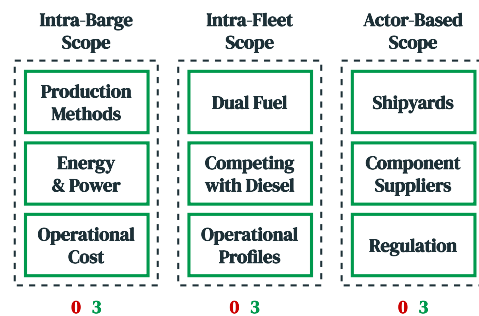 Intra-Barge
Scope
Production
Methods
Energy
& Power
Operational
Cost
0 3
Intra-Fleet
Scope
Dual Fuel
Competing
with Diesel
Operational
Profiles
0 3
Actor-Based
Scope
Shipyards
Component
Suppliers
Regulation
0 3